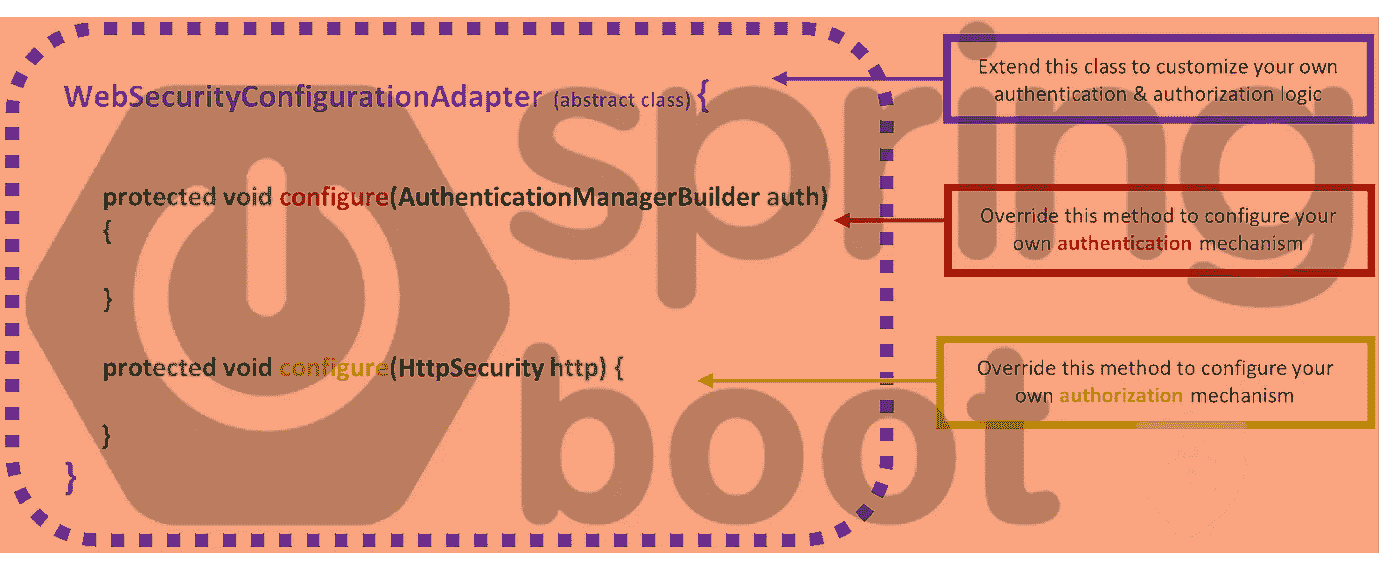 WebSecurityConfigurationAdapter (abstract class) {
Extend this class to customize your own
authentication & authorization logic
protected void configure(AuthenticationManagerBuilder auth)
{
}
Override this method to configure your
own authentication mechanism
protected void configure(HttpSecurity http) {
}
Override this method to configure your
own authorization mechanism
}
spring
boot